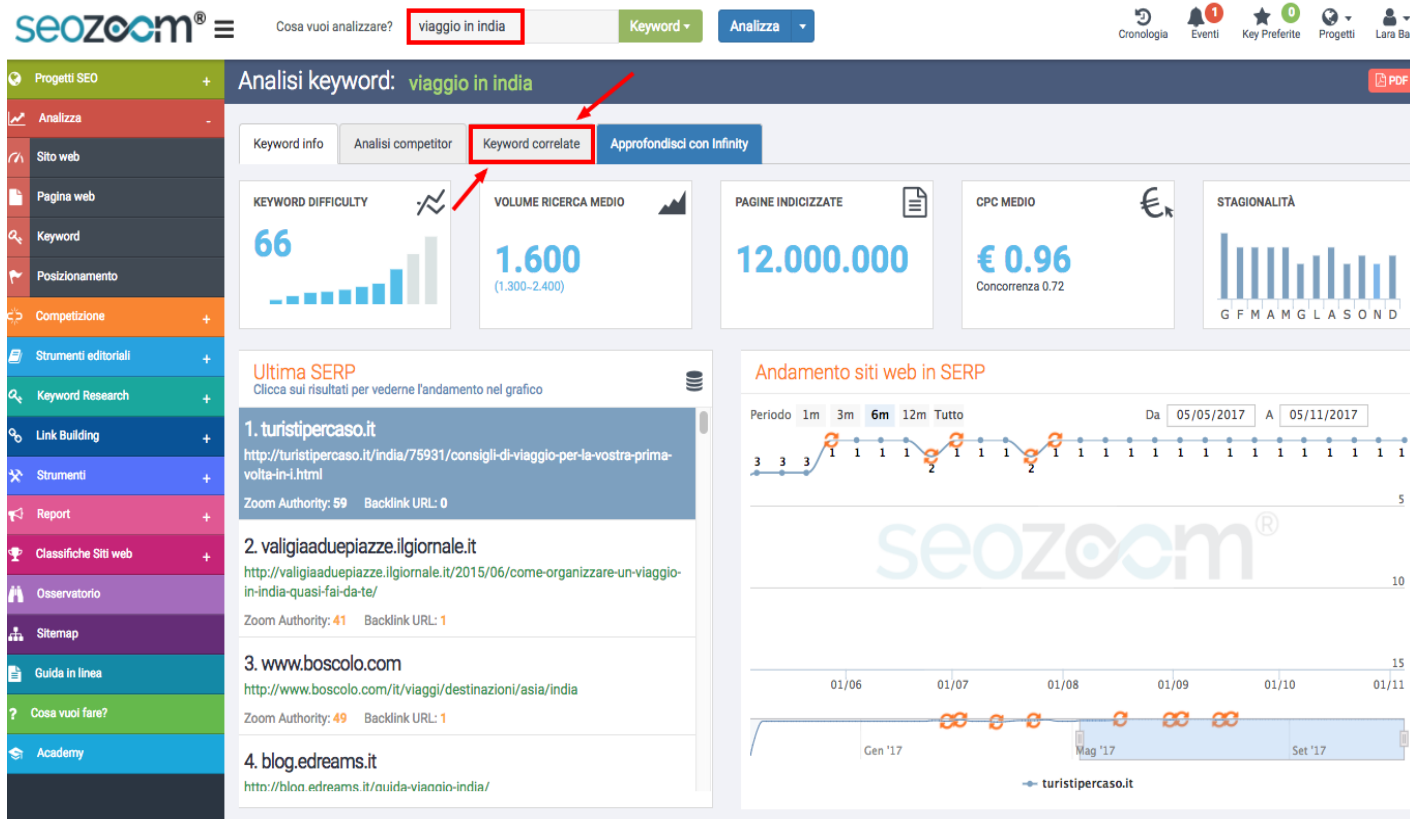 seozoom®
Cosa vuoi analizzare?
viaggio in india
Keyword
Analizza
Cronologia
1
Eventi
0
Key Preferite
Progetti
Lara Ba
Progetti SEO +
Analizza -
Sito web
Pagina web
Keyword
Posizionamento
Competizione +
Strumenti editoriali +
Keyword Research +
Link Building +
Strumenti +
Report +
Classifiche Siti web +
Osservatorio
Sitemap
Guida in linea
? Cosa vuoi fare?
Academy
Analisi keyword: viaggio in india
PDF
Keyword info
Analisi competitor
Keyword correlate
Approfondisci con Infinity
KEYWORD DIFFICULTY
66
VOLUME RICERCA MEDIO
1.600
(1.300~2.400)
PAGINE INDICIZZATE
12.000.000
CPC MEDIO
€
€ 0.96
Concorrenza 0.72
STAGIONALITÀ
G F M A M G L A S O N D
Ultima SERP
Clicca sui risultati per vederne l'andamento nel grafico
1. turistipercaso.it
http://turistipercaso.it/india/75931/consigli-di-viaggio-per-la-vostra-prima-
volta-in-i.html
Zoom Authority: 59 Backlink URL: 0
2. valigiaaduepiazze.ilgiornale.it
http://valigiaaduepiazze.ilgiornale.it/2015/06/come-organizzare-un-viaggio-
in-india-quasi-fai-da-te/
Zoom Authority: 41 Backlink URL: 1
3. www.boscolo.com
http://www.boscolo.com/it/viaggi/destinazioni/asia/india
Zoom Authority: 49 Backlink URL: 1
4. blog.edreams.it
http://blog.edreams.it/guida-viaggio-india/
Andamento siti web in SERP
Periodo 1m 3m 6m 12m Tutto
Da 05/05/2017 A 05/11/2017
3 3 3 1 1 1 1 2 1 1 1 2 1 1 1 1 1 1 1 1 1 1 1 1 1 1 1
5
seozoom®
10
15
01/06 01/07 01/08 01/09 01/10 01/11
Gen '17 Mag '17 Set '17
turistipercaso.it